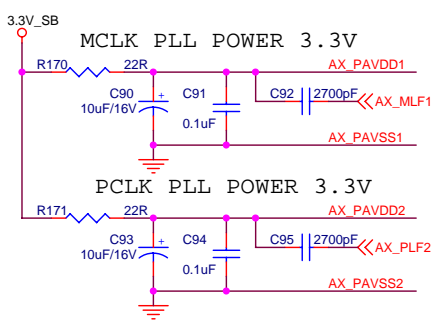 3.3V_SB
MCLK PLL POWER 3.3V
R170 22R AX_PAVDD1
C90 + C91 C92 2700pF
10uF/16V AX_MLF1
0.1uF
AX_PAVSS1
PCLK PLL POWER 3.3V
R171 22R AX_PAVDD2
C93 + C94 C95 2700pF
10uF/16V AX_PLF2
0.1uF
AX_PAVSS2